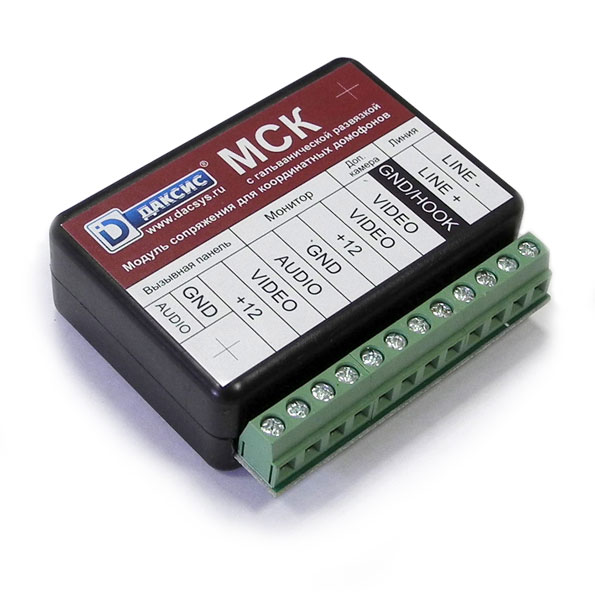 МСК
с гальванической развязкой
Модуль сопряжения для координатных домофонов
D ДАКСИС ®
www.dacsys.ru
Вызывная панель
Монитор
Доп. камера
Линия
AUDIO
GND
+12
VIDEO
AUDIO
GND
+12
VIDEO
VIDEO
GND/HOOK
LINE +
LINE -